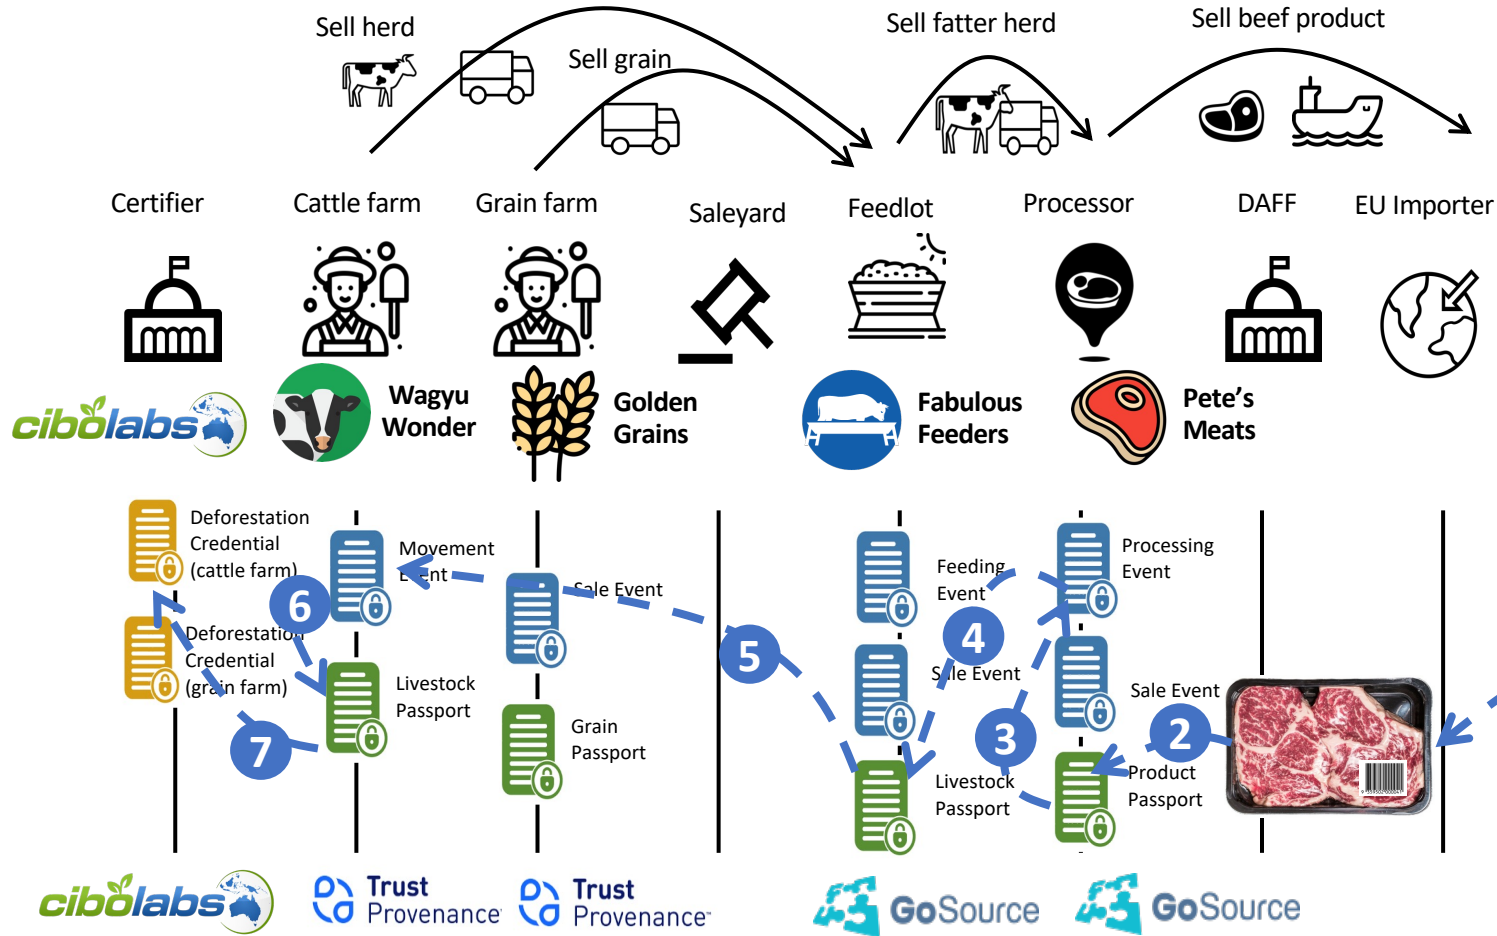 Sell herd
Sell grain
Sell fatter herd
Sell beef product
Certifier
Cattle farm
Grain farm
Saleyard
Feedlot
Processor
DAFF
EU Importer
cibolabs
Wagyu
Wonder
Golden
Grains
Fabulous
Feeders
Pete's
Meats
Deforestation
Credential
(cattle farm)
Deforestation
Credential
(grain farm)
Movement
Event
Livestock
Passport
Sale Event
Grain
Passport
Feeding
Event
Sale Event
Livestock
Passport
Processing
Event
Sale Event
Product
Passport
6
7
5
4
3
2
cibolabs
Trust
Provenance
Trust
Provenance
GoSource
GoSource